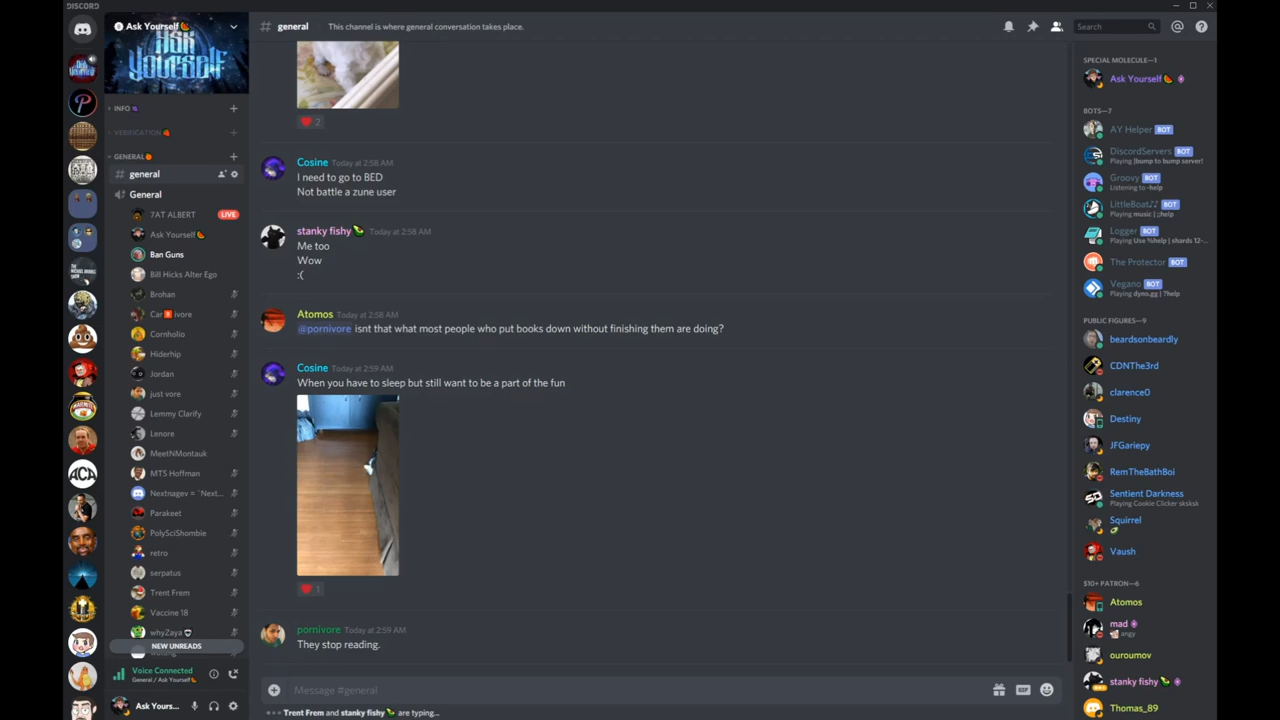 DISCORD
Ask Yourself
general
This channel is where general conversation takes place.
Search
ASK
YOURSELF
INFO
VERIFICATION
GENERAL
general
General
7AT ALBERT
LIVE
Ask Yourself
Ban Guns
Bill Hicks Alter Ego
Brohan
Car ivore
Cornholio
Hiderhip
Jordan
just vore
Lemmy Clarify
Lenore
MeetNMontauk
MTS Hoffman
Nextnagev = `Next...
Parakeet
PolySciShombie
retro
serpatus
Trent Frem
Vaccine 18
whyZaya
NEW UNREADS
Voice Connected
General / Ask Yourself
Ask Yours...
ACA
2
Cosine Today at 2:58 AM
I need to go to BED
Not battle a zune user
stanky fishy Today at 2:58 AM
Me too
Wow
:(
Atomos Today at 2:58 AM
@pornivore isnt that what most people who put books down without finishing them are doing?
Cosine Today at 2:59 AM
When you have to sleep but still want to be a part of the fun
1
pornivore Today at 2:59 AM
They stop reading.
Message #general
GIF
Trent Frem and stanky fishy are typing...
SPECIAL MOLECULE—1
Ask Yourself
BOTS—7
AY Helper BOT
DiscordServers BOT
Playing !bump to bump server!
Groovy BOT
Listening to -help
LittleBoat♪♪ BOT
Playing music | ;;help
Logger BOT
Playing Use %help | shards 12-...
The Protector BOT
Vegano BOT
Playing dyno.gg | ?help
PUBLIC FIGURES—9
beardsonbeardly
CDNThe3rd
clarence0
Destiny
JFGariepy
RemTheBathBoi
Sentient Darkness
Playing Cookie Clicker sksksk
Squirrel
Vaush
$10+ PATRON—6
Atomos
mad
angy
ouroumov
stanky fishy
Thomas_89